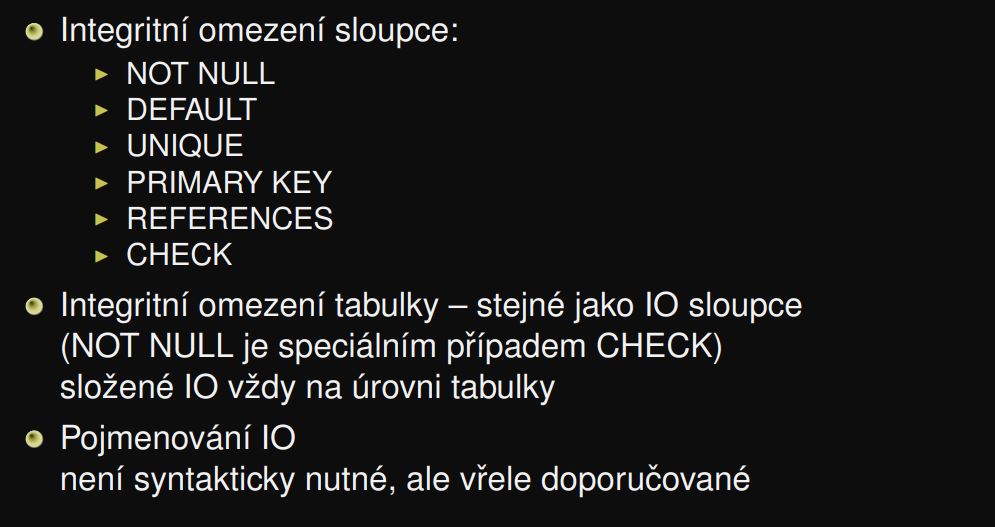 Integritní omezení sloupce:
NOT NULL
DEFAULT
UNIQUE
PRIMARY KEY
REFERENCES
CHECK
Integritní omezení tabulky – stejné jako IO sloupce
(NOT NULL je speciálním případem CHECK)
složené IO vždy na úrovni tabulky
Pojmenování IO
není syntakticky nutné, ale vřele doporučované